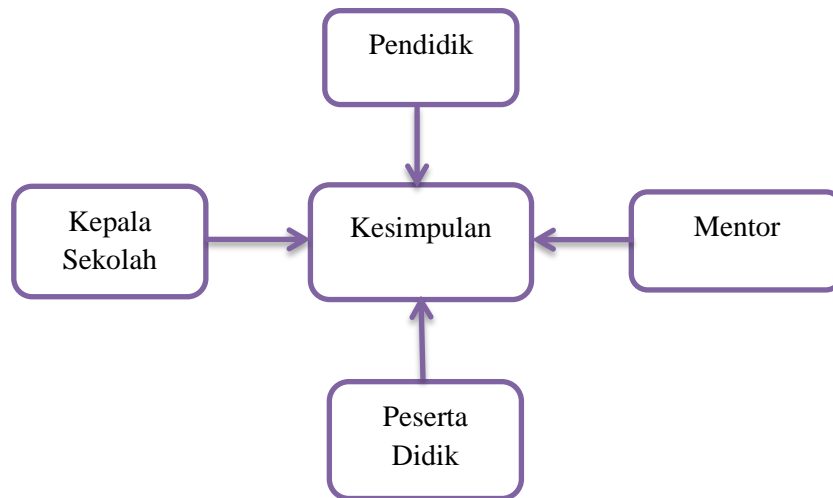 Pendidik
Kepala
Sekolah
Kesimpulan
Mentor
Peserta
Didik